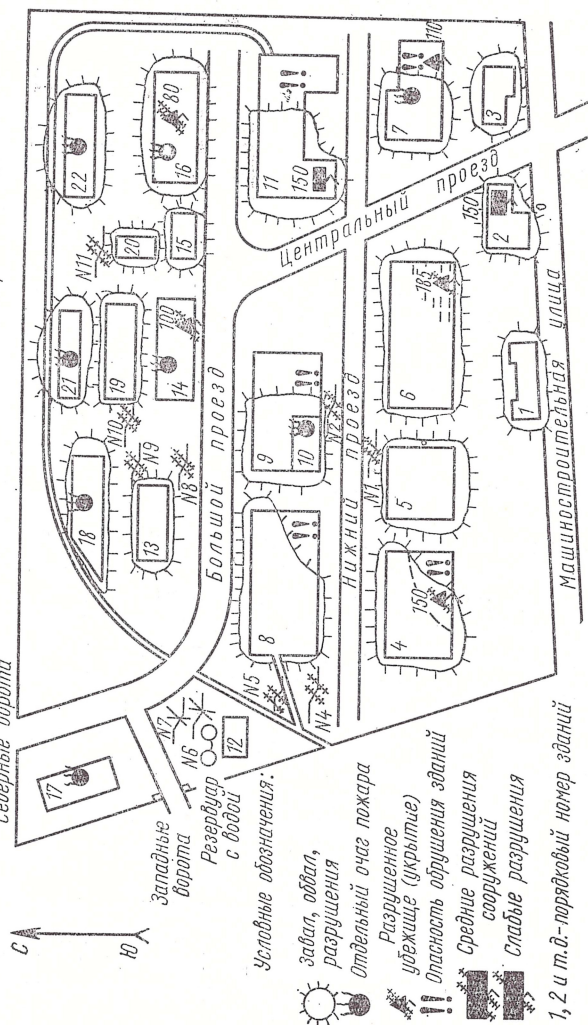 Северные ворота
С
Ю
17
Западные
ворота
N7
N6
Резервуар
с водой
12
N5
N4
18
21
22
N10
19
N11
20
16
80
13
N9
N8
14
100
15
Большой проезд
8
9
10
N2
11
150
Нижний проезд
Центральный проезд
N1
4
150
5
6
185
7
110
1
2
150
3
Машиностроительная улица
Условные обозначения:
Завал, обвал,
разрушения
Отдельный очаг пожара
Разрушенное
убежище (укрытие)
Опасность обрушения зданий
Средние разрушения
сооружений
Слабые разрушения
1, 2 и т.д.-порядковый номер зданий